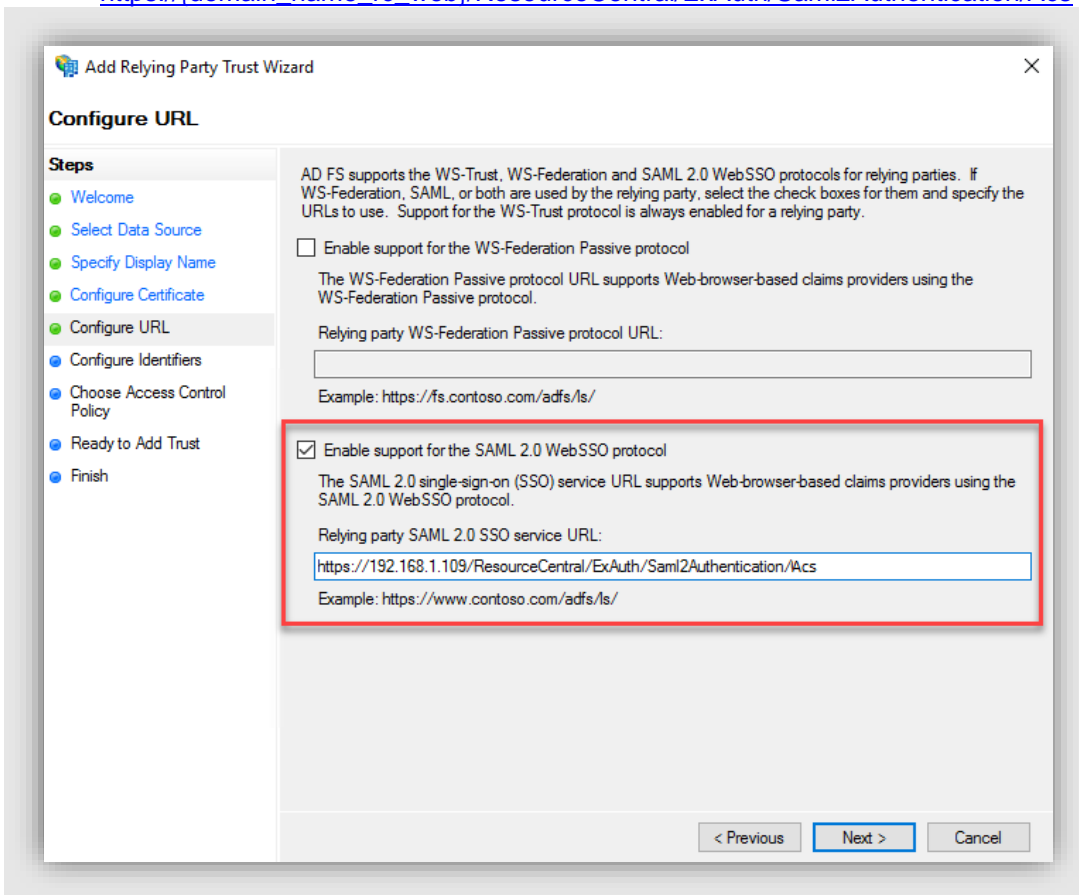 https://[domain_name_rc_web]/ResourceCentral/ExAuth/Saml2Authentication/Acs
Add Relying Party Trust Wizard
Configure URL
Steps
Welcome
Select Data Source
Specify Display Name
Configure Certificate
Configure URL
Configure Identifiers
Choose Access Control
Policy
Ready to Add Trust
Finish
AD FS supports the WS-Trust, WS-Federation and SAML 2.0 WebSSO protocols for relying parties. If
WS-Federation, SAML, or both are used by the relying party, select the check boxes for them and specify the
URLs to use. Support for the WS-Trust protocol is always enabled for a relying party.
Enable support for the WS-Federation Passive protocol
The WS-Federation Passive protocol URL supports Web-browser-based claims providers using the
WS-Federation Passive protocol.
Relying party WS-Federation Passive protocol URL:
Example: https://fs.contoso.com/adfs/ls/
Enable support for the SAML 2.0 WebSSO protocol
The SAML 2.0 single-sign-on (SSO) service URL supports Web-browser-based claims providers using the
SAML 2.0 WebSSO protocol.
Relying party SAML 2.0 SSO service URL:
https://192.168.1.109/ResourceCentral/ExAuth/Saml2Authentication/Acs
Example: https://www.contoso.com/adfs/ls/
< Previous
Next >
Cancel